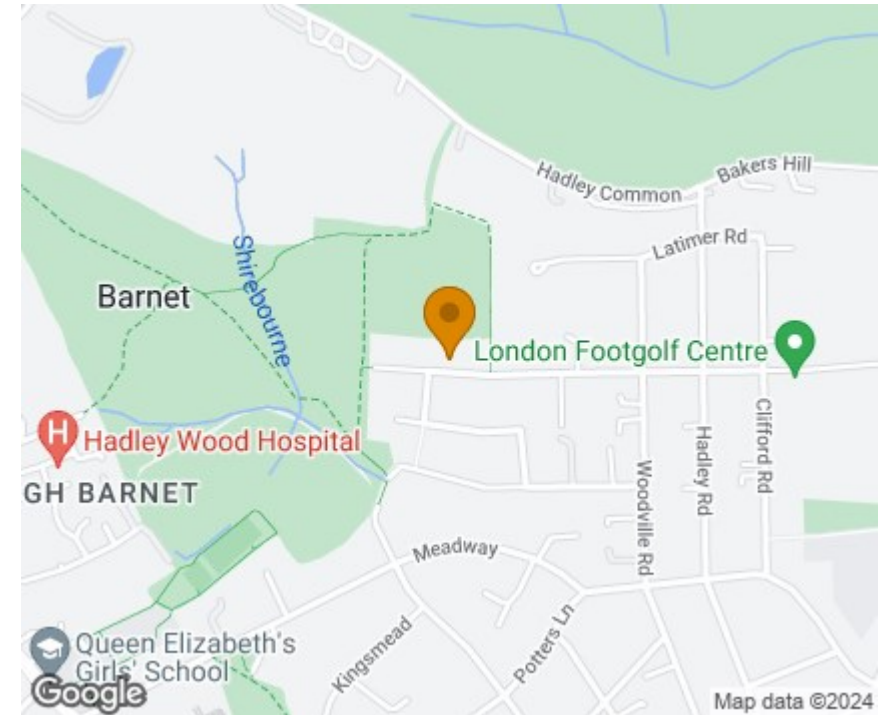 Hadley Common
Bakers Hill
Latimer Rd
Shirebourne
Barnet
London Footgolf Centre
H
Hadley Wood Hospital
GH BARNET
Clifford Rd
Hadley Rd
Woodville Rd
Meadway
Potters Ln
Kingsmead
Queen Elizabeth's
Girls' School
Google
Map data ©2024